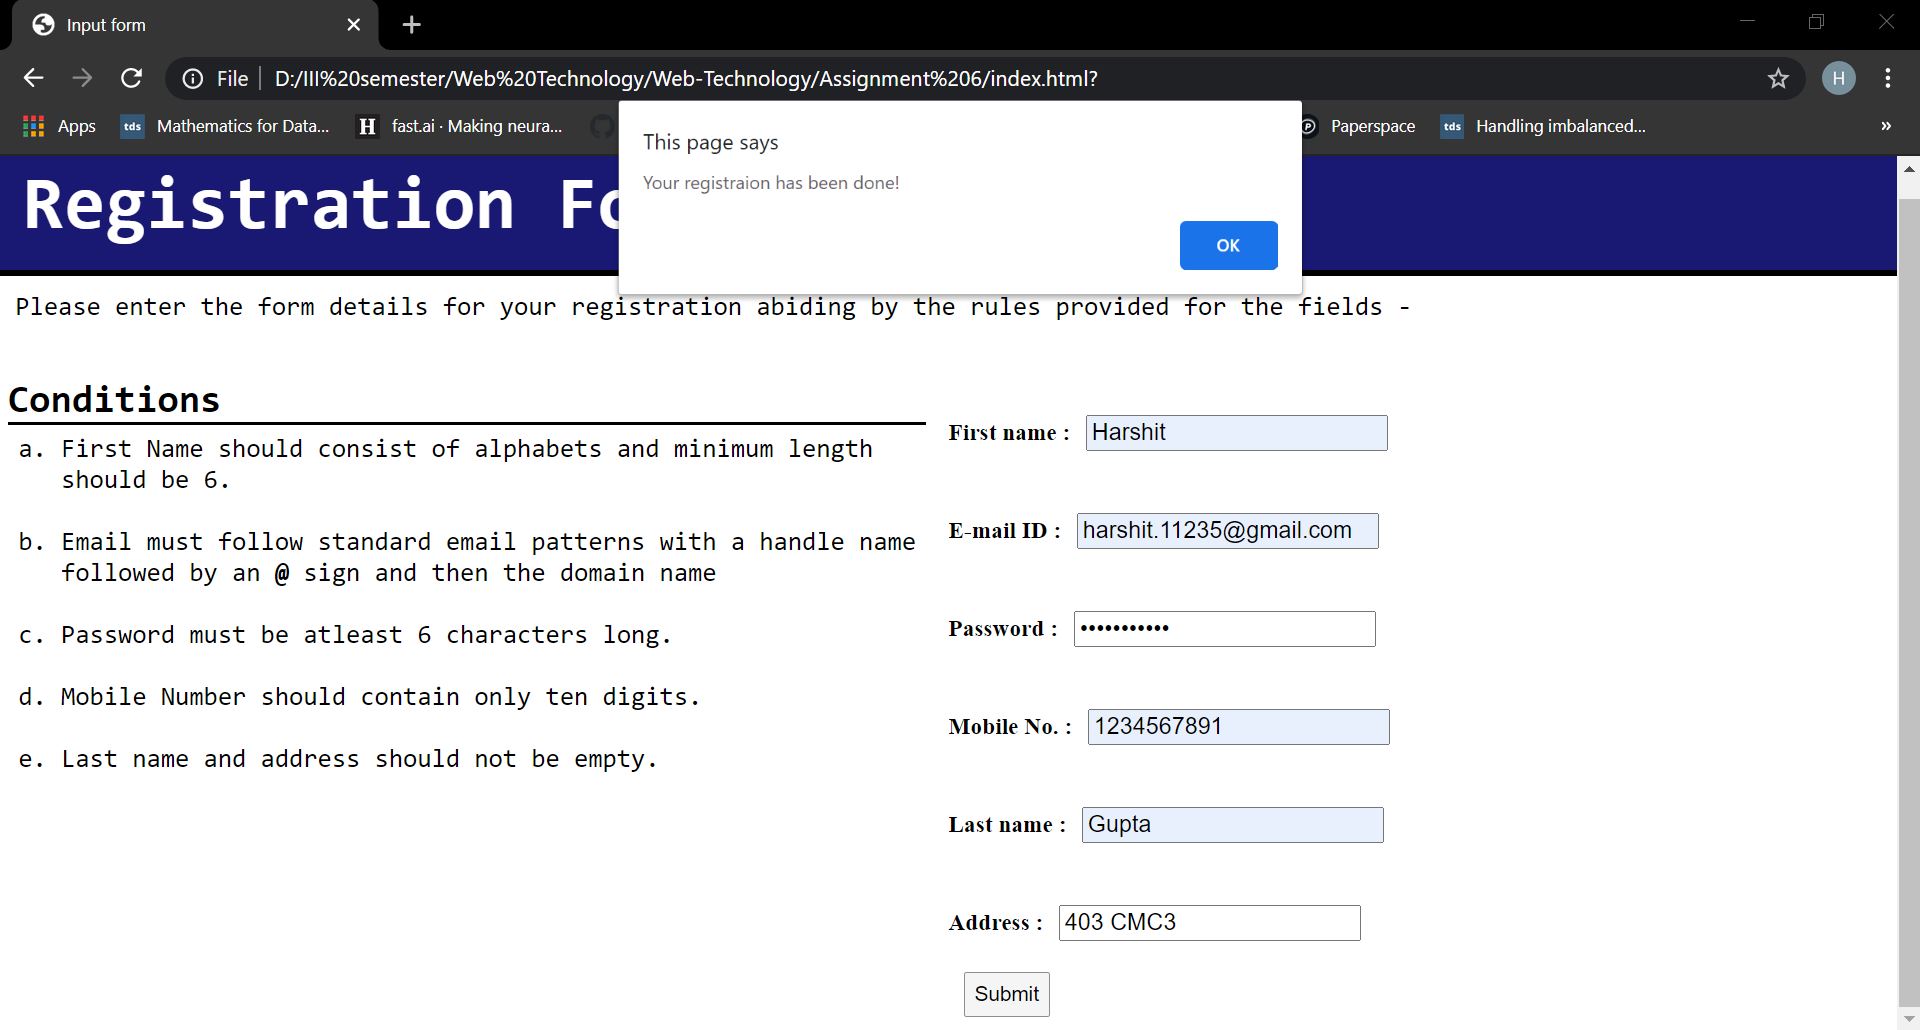 Input form
File
D:/III%20semester/Web%20Technology/Web-Technology/Assignment%206/index.html?
H
Apps
tds
Mathematics for Data...
H
fast.ai · Making neura...
P
Paperspace
tds
Handling imbalanced...
»
This page says
Your registraion has been done!
OK
Registration Fo
Please enter the form details for your registration abiding by the rules provided for the fields -
Conditions
a. First Name should consist of alphabets and minimum length
should be 6.
b. Email must follow standard email patterns with a handle name
followed by an @ sign and then the domain name
c. Password must be atleast 6 characters long.
d. Mobile Number should contain only ten digits.
e. Last name and address should not be empty.
First name : Harshit
E-mail ID : harshit.11235@gmail.com
Password : •••••••••••
Mobile No. : 1234567891
Last name : Gupta
Address : 403 CMC3
Submit